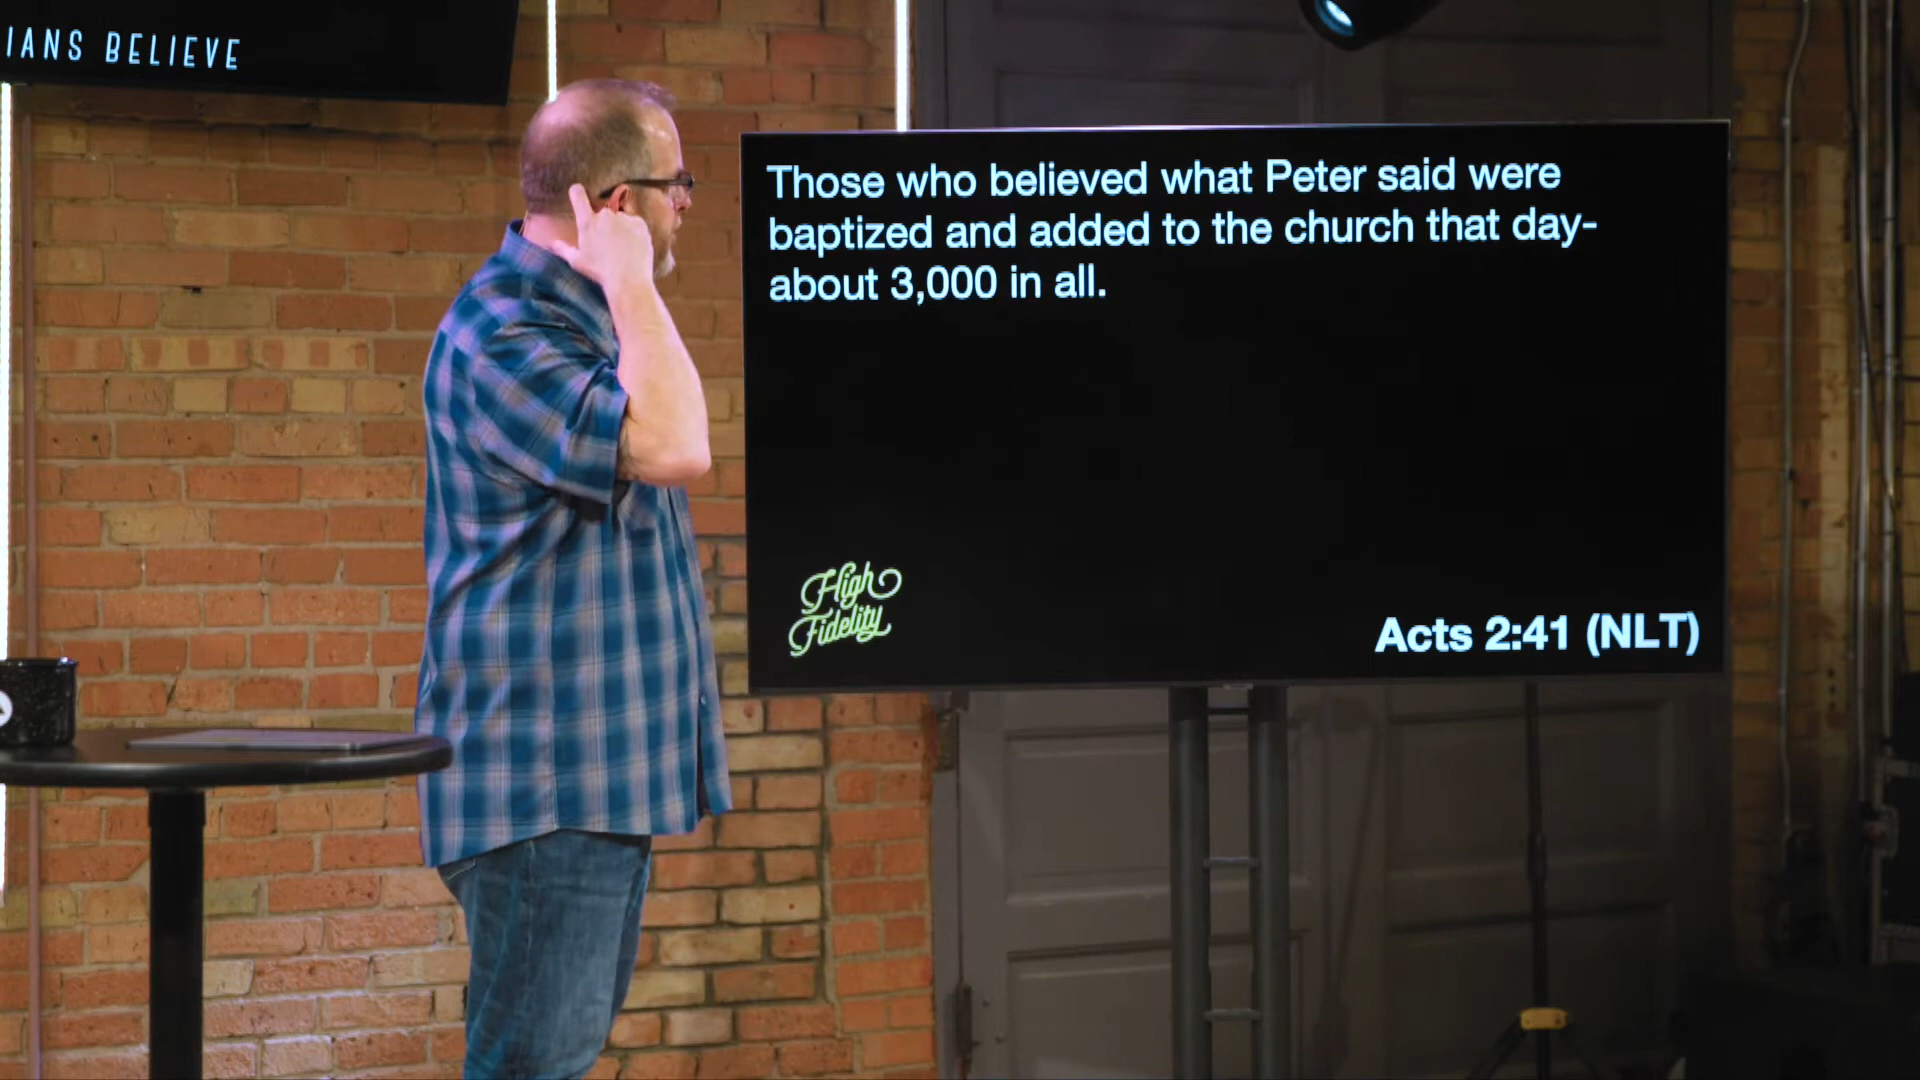 IANS BELIEVE
Those who believed what Peter said were
baptized and added to the church that day-
about 3,000 in all.
High
Fidelity
Acts 2:41 (NLT)